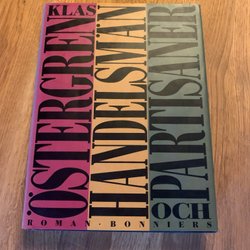 KLAS
ÖSTERGREN
HANDELSMÄN
OCH
PARTISANER
ROMAN · BONNIERS